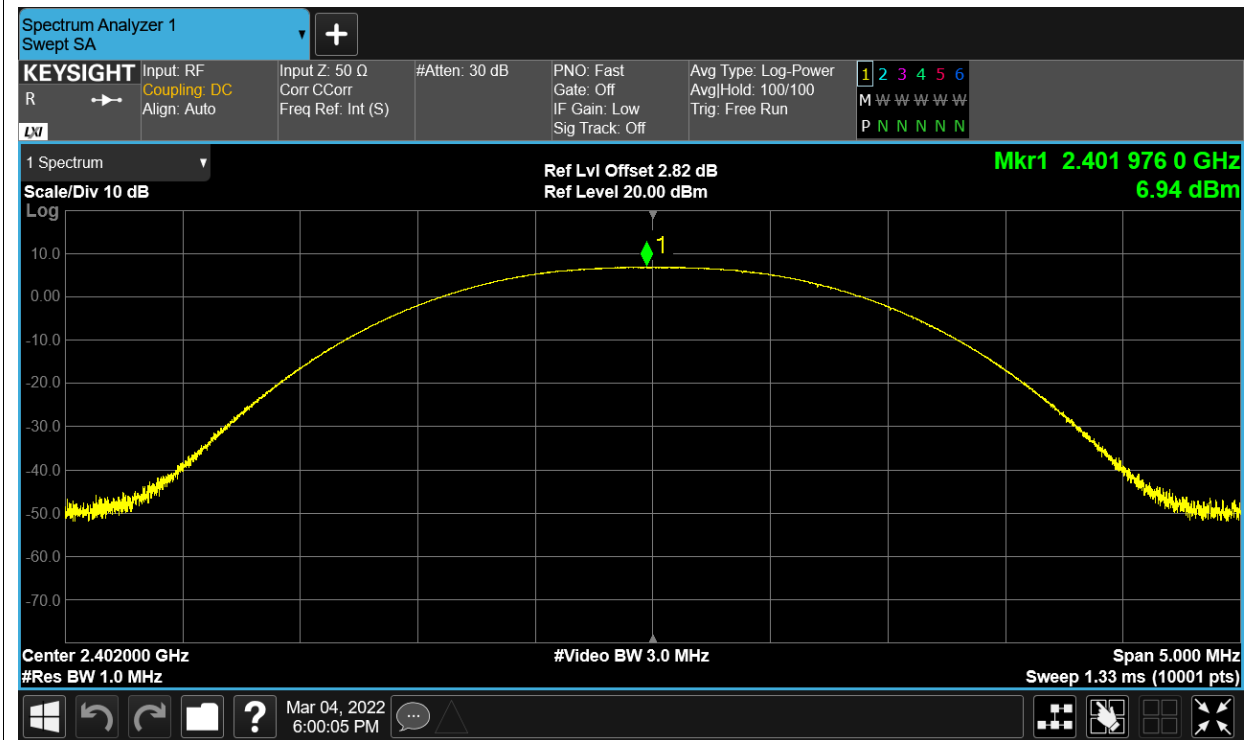 Spectrum Analyzer 1
Swept SA
KEYSIGHT
R
LXI
Input: RF
Coupling: DC
Align: Auto
Input Z: 50 Ω
Corr CCorr
Freq Ref: Int (S)
#Atten: 30 dB
PNO: Fast
Gate: Off
IF Gain: Low
Sig Track: Off
Avg Type: Log-Power
Avg|Hold: 100/100
Trig: Free Run
1 2 3 4 5 6
M W W W W W
P N N N N N
1 Spectrum
Scale/Div 10 dB
Log
Ref Lvl Offset 2.82 dB
Ref Level 20.00 dBm
Mkr1 2.401 976 0 GHz
6.94 dBm
1
10.0
0.00
-10.0
-20.0
-30.0
-40.0
-50.0
-60.0
-70.0
Center 2.402000 GHz
#Res BW 1.0 MHz
#Video BW 3.0 MHz
Span 5.000 MHz
Sweep 1.33 ms (10001 pts)
?
Mar 04, 2022
6:00:05 PM